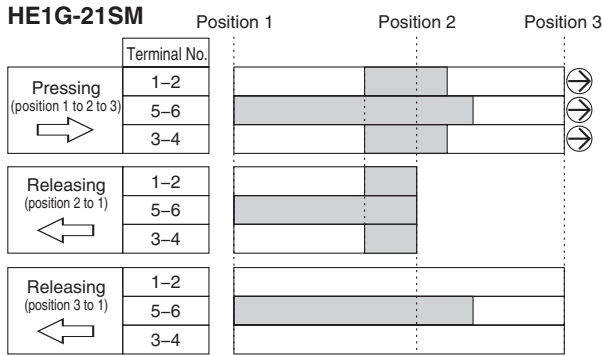 HE1G-21SM
Position 1 Position 2 Position 3
Terminal No.
Pressing
(position 1 to 2 to 3)
1–2
5–6
3–4
Releasing
(position 2 to 1)
1–2
5–6
3–4
Releasing
(position 3 to 1)
1–2
5–6
3–4